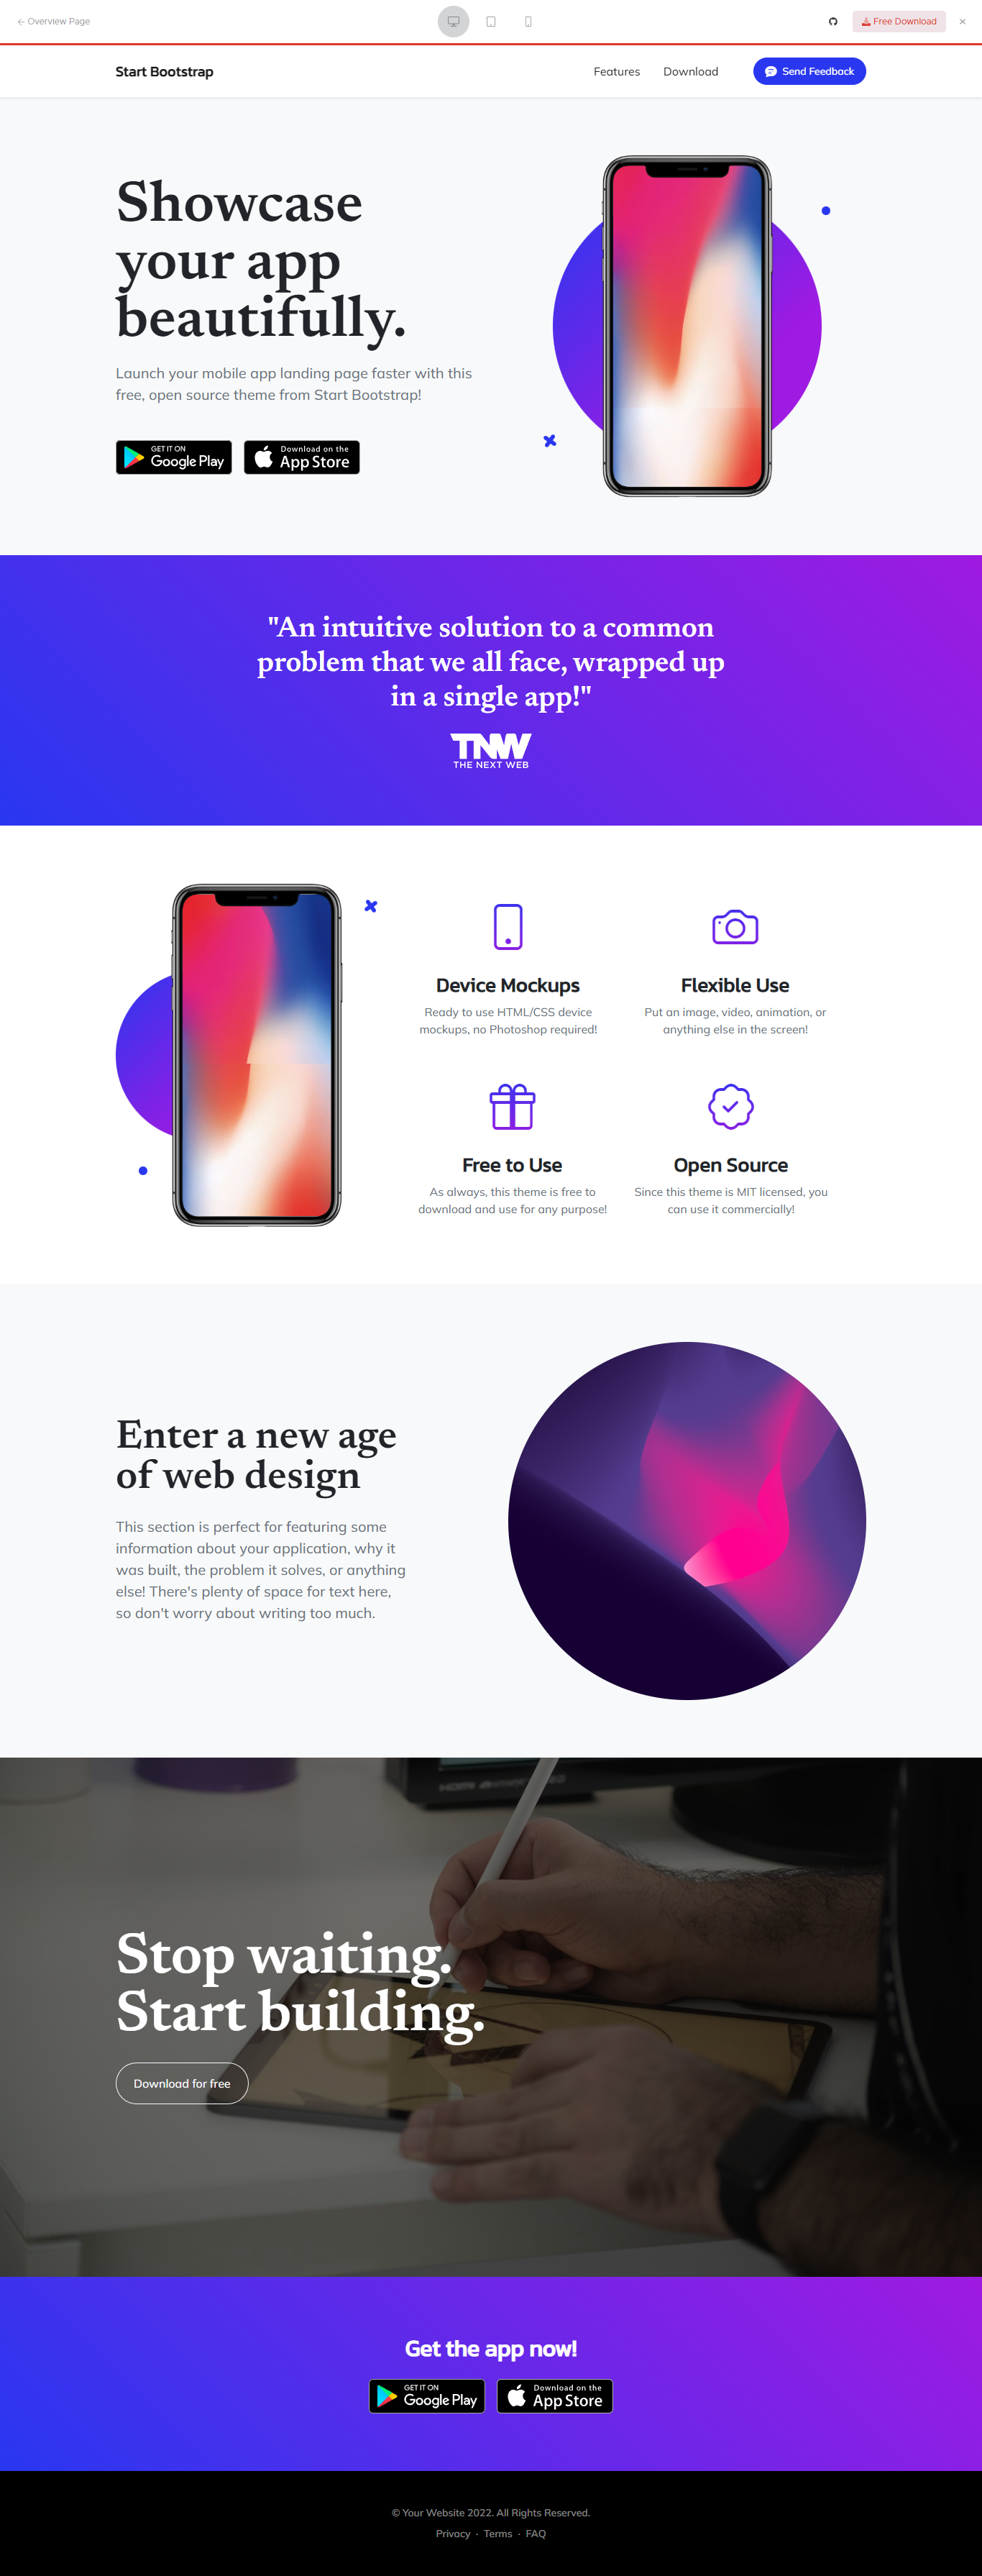 Overview Page
Free Download
Start Bootstrap
Features
Download
Send Feedback
Showcase
your app
beautifully.
Launch your mobile app landing page faster with this
free, open source theme from Start Bootstrap!
GET IT ON
Google Play
Download on the
App Store
"An intuitive solution to a common
problem that we all face, wrapped up
in a single app!"
TNW
THE NEXT WEB
Device Mockups
Ready to use HTML/CSS device
mockups, no Photoshop required!
Flexible Use
Put an image, video, animation, or
anything else in the screen!
Free to Use
As always, this theme is free to
download and use for any purpose!
Open Source
Since this theme is MIT licensed, you
can use it commercially!
Enter a new age
of web design
This section is perfect for featuring some
information about your application, why it
was built, the problem it solves, or anything
else! There's plenty of space for text here,
so don't worry about writing too much.
HDMI
Stop waiting.
Start building.
Download for free
Get the app now!
GET IT ON
Google Play
Download on the
App Store
© Your Website 2022. All Rights Reserved.
Privacy · Terms · FAQ